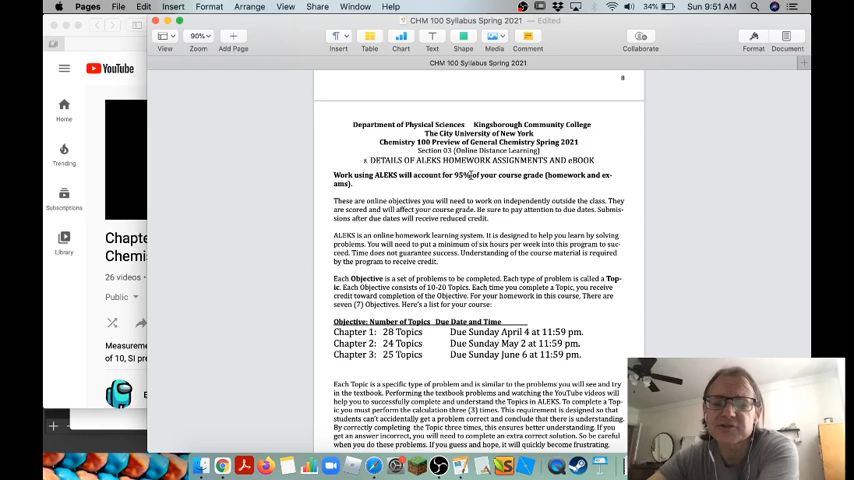 Pages File Edit Insert Arrange Format View Share Window Help
34% Sun 9:51 AM
CHM 100 Syllabus Spring 2021 — Edited
90%
View Zoom Add Page Insert Table Chart Text Shape Media Comment Collaborate Format Document
CHM 100 Syllabus Spring 2021
YouTube
Home
Trending
Subscriptions
Library
Chapte
Chemi
26 videos
Public
Measurem
of 10, SI pre
8
Department of Physical Sciences Kingsborough Community College
The City University of New York
Chemistry 100 Preview of General Chemistry Spring 2021
Section 03 (Online Distance Learning)
DETAILS OF ALEKS HOMEWORK ASSIGNMENTS AND eBOOK
Work using ALEKS will account for 95% of your course grade (homework and ex-
ams).
These are online objectives you will need to work on independently outside the class. They
are scored and will affect your course grade. Be sure to pay attention to due dates. Submis-
sions after due dates will receive reduced credit.
ALEKS is an online homework learning system. It is designed to help you learn by solving
problems. You will need to put a minimum of six hours per week into this program to suc-
ceed. Time does not guarantee success. Understanding of the course material is required
by the program to receive credit.
Each Objective is a set of problems to be completed. Each type of problem is called a Top-
ic. Each Objective consists of 10-20 Topics. Each time you complete a Topic, you receive
credit toward completion of the Objective. For your homework in this course, There are
seven (7) Objectives. Here's a list for your course:
Objective: Number of Topics Due Date and Time
Chapter 1: 28 Topics Due Sunday April 4 at 11:59 pm.
Chapter 2: 24 Topics Due Sunday May 2 at 11:59 pm.
Chapter 3: 25 Topics Due Sunday June 6 at 11:59 pm.
Each Topic is a specific type of problem and is similar to the problems you will see and try
in the textbook. Performing the textbook problems and watching the YouTube videos will
help you to successfully complete and understand the Topics in ALEKS. To complete a Top-
ic you must perform the calculation three (3) times. This requirement is designed so that
students can't accidentally get a problem correct and conclude that there is understanding.
By correctly completing the Topic three times, this ensures better understanding. If you
get an answer incorrect, you will need to complete an extra correct solution. So be careful
when you do these problems. If you guess and hope, it will quickly become frustrating.